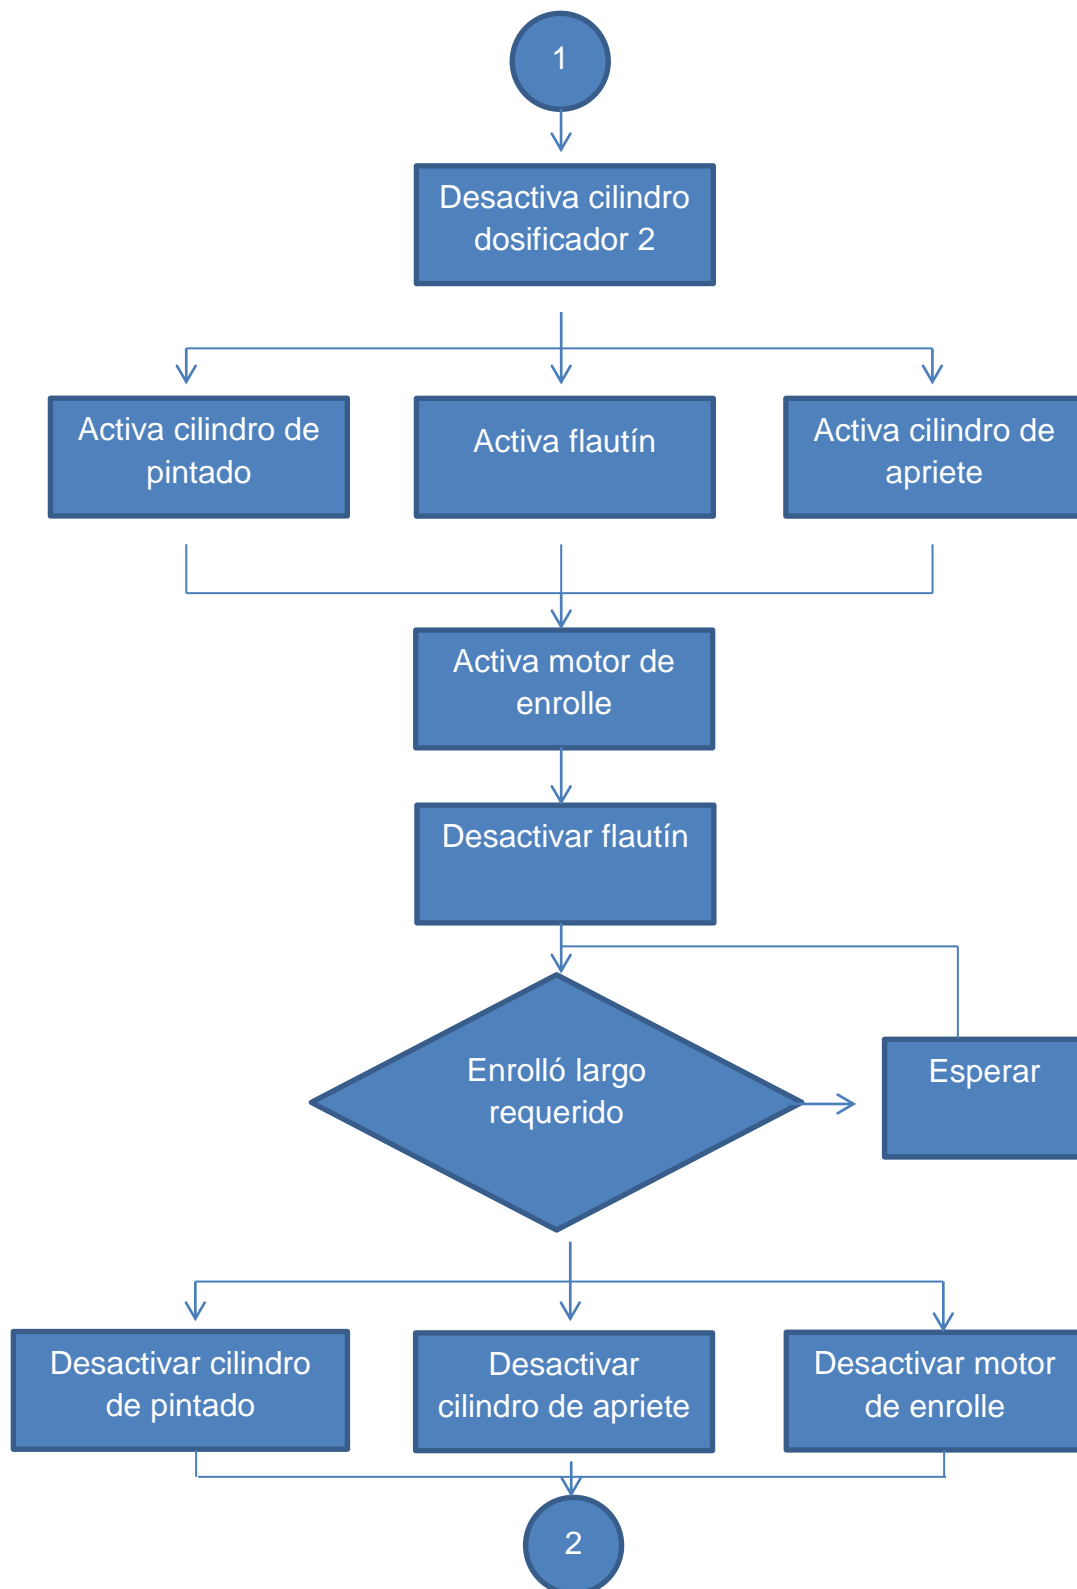 1
Desactiva cilindro
dosificador 2
Activa cilindro de
pintado
Activa flautín
Activa cilindro de
apriete
Activa motor de
enrolle
Desactivar flautín
Enrolló largo
requerido
Esperar
Desactivar cilindro
de pintado
Desactivar
cilindro de apriete
Desactivar motor
de enrolle
2